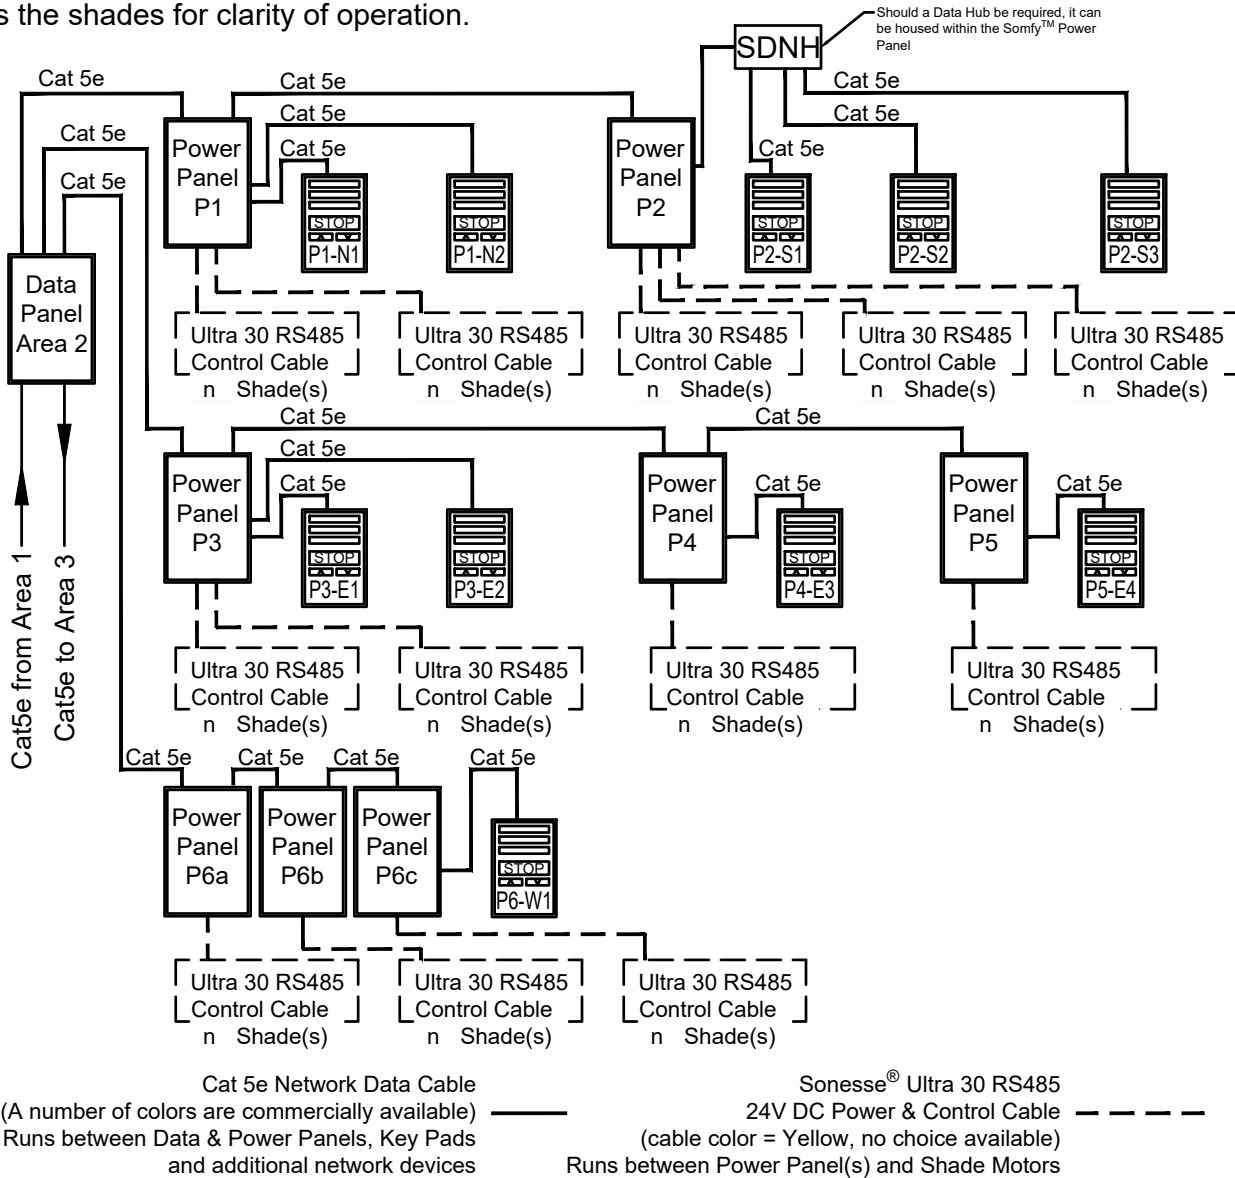 s the shades for clarity of operation.
Should a Data Hub be required, it can
be housed within the Somfy™ Power
Panel
SDNH
Cat 5e
Cat 5e
Cat 5e
Cat 5e
Cat 5e
Cat 5e
Cat 5e
Cat 5e
Cat 5e
Cat 5e
Power
Panel
P1
Power
Panel
P2
STOP
P1-N1
STOP
P1-N2
STOP
P2-S1
STOP
P2-S2
STOP
P2-S3
Data
Panel
Area 2
Ultra 30 RS485
Control Cable
n Shade(s)
Ultra 30 RS485
Control Cable
n Shade(s)
Ultra 30 RS485
Control Cable
n Shade(s)
Ultra 30 RS485
Control Cable
n Shade(s)
Ultra 30 RS485
Control Cable
n Shade(s)
Cat 5e
Cat 5e
Cat 5e
Cat 5e
Cat 5e
Cat 5e
Power
Panel
P3
Power
Panel
P4
Power
Panel
P5
STOP
P3-E1
STOP
P3-E2
STOP
P4-E3
STOP
P5-E4
Cat5e from Area 1
Cat5e to Area 3
Ultra 30 RS485
Control Cable
n Shade(s)
Ultra 30 RS485
Control Cable
n Shade(s)
Ultra 30 RS485
Control Cable
n Shade(s)
Ultra 30 RS485
Control Cable
n Shade(s)
Cat 5e
Cat 5e
Cat 5e
Cat 5e
Power
Panel
P6a
Power
Panel
P6b
Power
Panel
P6c
STOP
P6-W1
Ultra 30 RS485
Control Cable
n Shade(s)
Ultra 30 RS485
Control Cable
n Shade(s)
Ultra 30 RS485
Control Cable
n Shade(s)
Cat 5e Network Data Cable
(A number of colors are commercially available)
Runs between Data & Power Panels, Key Pads
and additional network devices
Sonesse® Ultra 30 RS485
24V DC Power & Control Cable
(cable color = Yellow, no choice available)
Runs between Power Panel(s) and Shade Motors